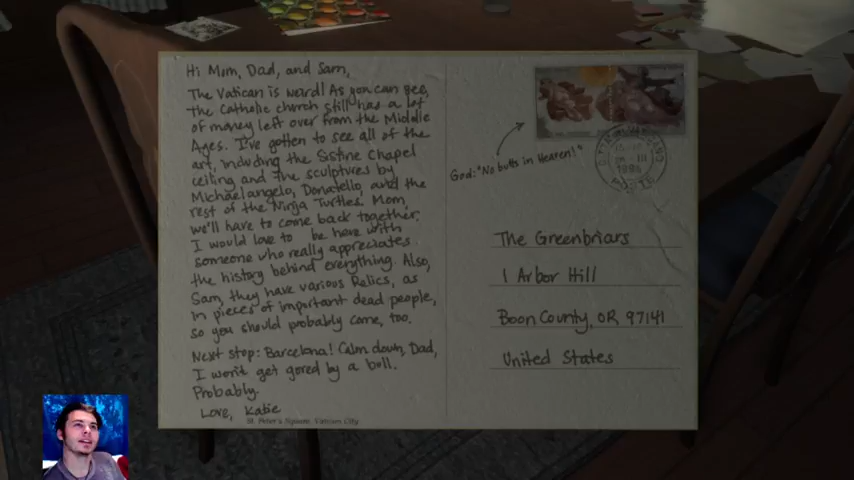 Hi Mom, Dad, and Sam,
The Vatican is weird! As you can see,
the Catholic church still has a lot
of money left over from the Middle
Ages. I've gotten to see all of the
art, including the Sistine Chapel
ceiling and the sculptures by
Michaelangelo, Donatello, and the
rest of the Ninja Turtles. Mom,
we'll have to come back together.
I would love to be here with
someone who really appreciates
the history behind everything. Also,
Sam, they have various Relics, as
in pieces of important dead people,
so you should probably come, too.
Next stop: Barcelona! Calm down, Dad,
I won't get gored by a bull.
Probably.
Love, Katie
St. Peter's Square, Vatican City
God: "No butts in Heaven!"
1986
The Greenbriars
1 Arbor Hill
Boon County, OR 97141
United States